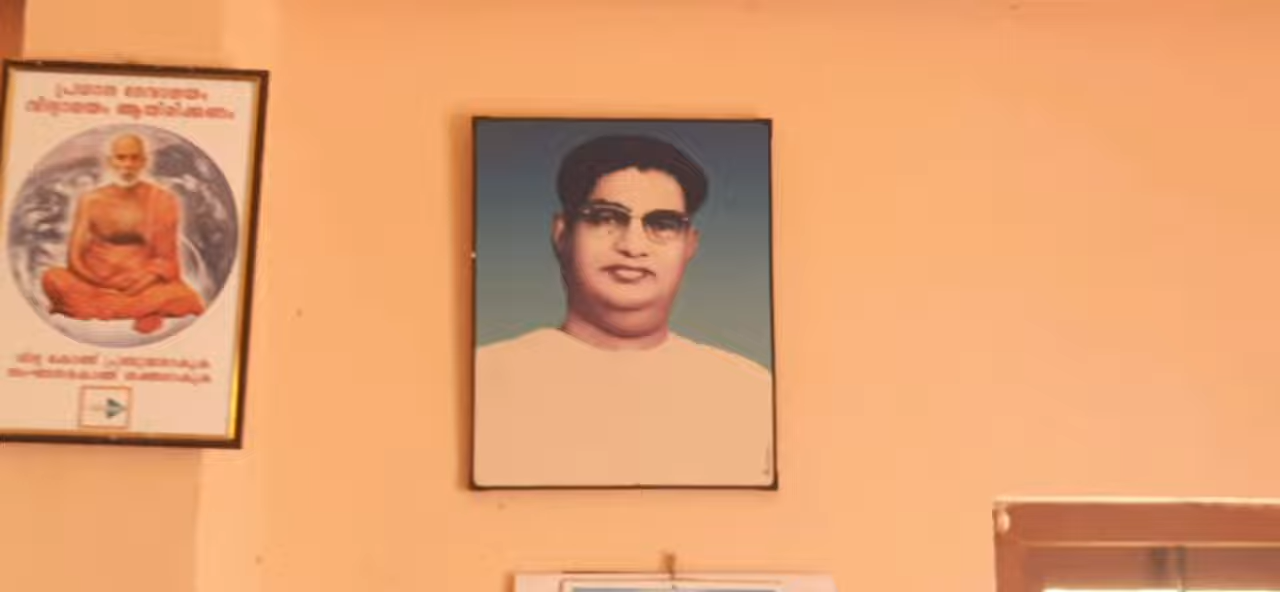 പ്രധാന ദേവാലയം
വിദ്യാലയം ആയിരിക്കണം
വിദ്യ കൊണ്ട് പ്രബുദ്ധരാകുക
സംഘടനകൊണ്ട് ശക്തരാകുക